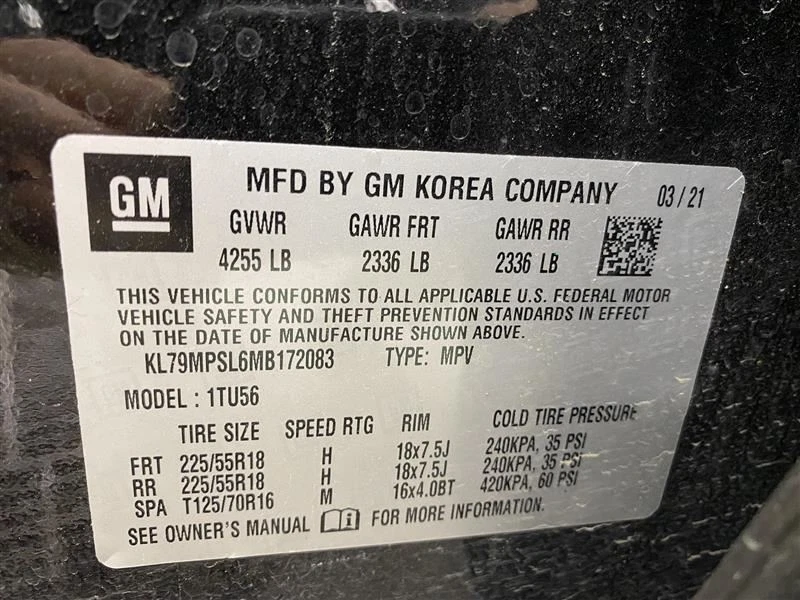 GM
MFD BY GM KOREA COMPANY 03/21
GVWR GAWR FRT GAWR RR
4255 LB 2336 LB 2336 LB
THIS VEHICLE CONFORMS TO ALL APPLICABLE U.S. FEDERAL MOTOR
VEHICLE SAFETY AND THEFT PREVENTION STANDARDS IN EFFECT
ON THE DATE OF MANUFACTURE SHOWN ABOVE.
KL79MPSL6MB172083 TYPE: MPV
MODEL : 1TU56
TIRE SIZE SPEED RTG RIM COLD TIRE PRESSURE
FRT 225/55R18 H 18x7.5J 240KPA, 35 PSI
RR 225/55R18 H 18x7.5J 240KPA, 35 PSI
SPA T125/70R16 M 16x4.0BT 420KPA, 60 PSI
SEE OWNER'S MANUAL FOR MORE INFORMATION.